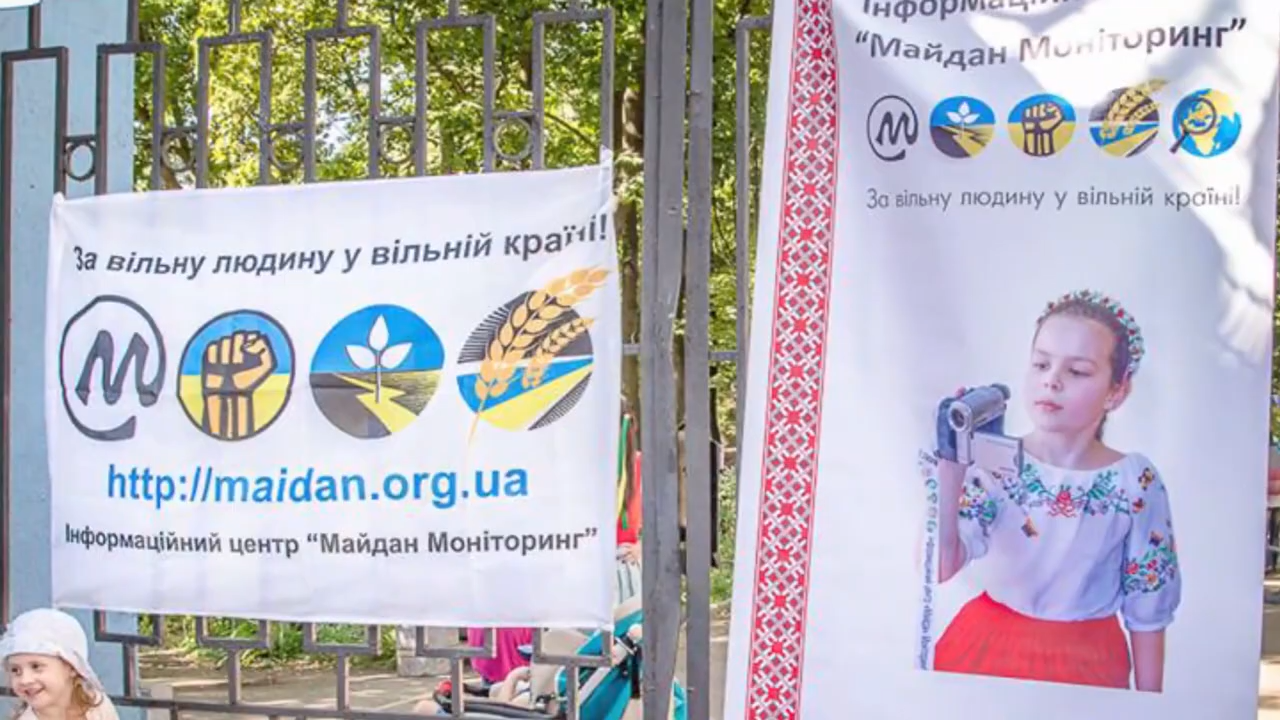 За вільну людину у вільній країні!
http://maidan.org.ua
Інформаційний центр “Майдан Моніторинг”
“Майдан Моніторинг”
За вільну людину у вільній країні!